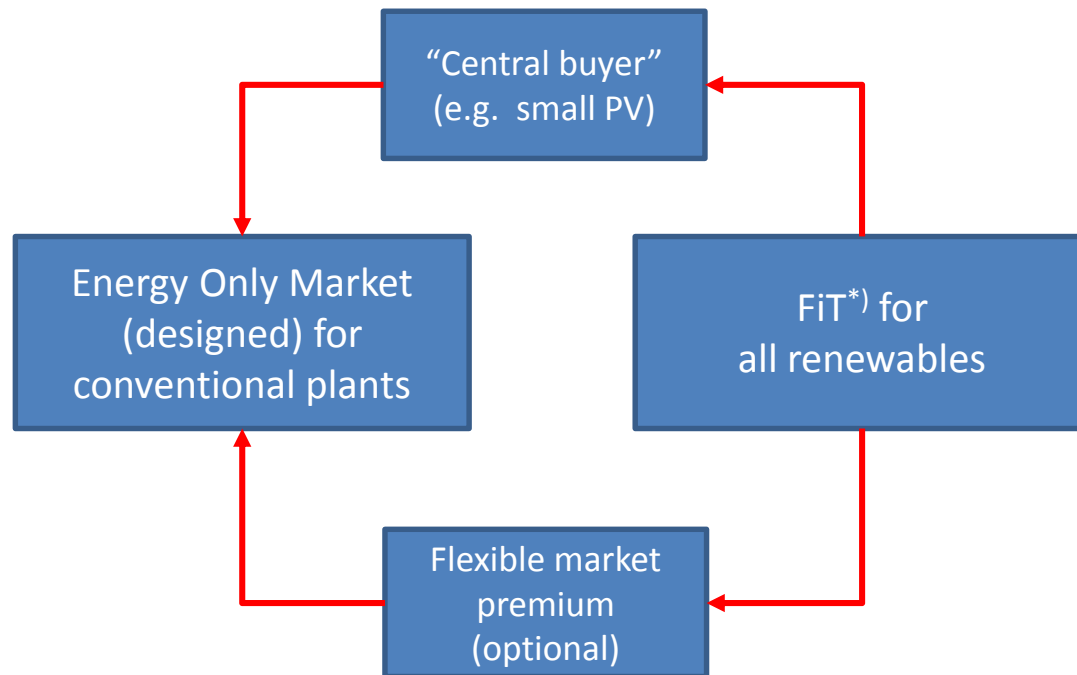 “Central buyer”
(e.g. small PV)
Energy Only Market
(designed) for
conventional plants
FiT*) for
all renewables
Flexible market
premium
(optional)